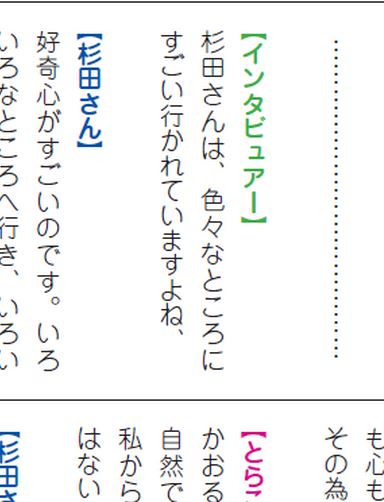 【インタビュアー】
杉田さんは、色々なところに
すごい行かれていますよね、
【杉田さん】
好奇心がすごいのです。いろ
いろなところへ行き、いろい
も心も
その為
【とらこ
かおる
自然で
私から
はない
【杉田さ